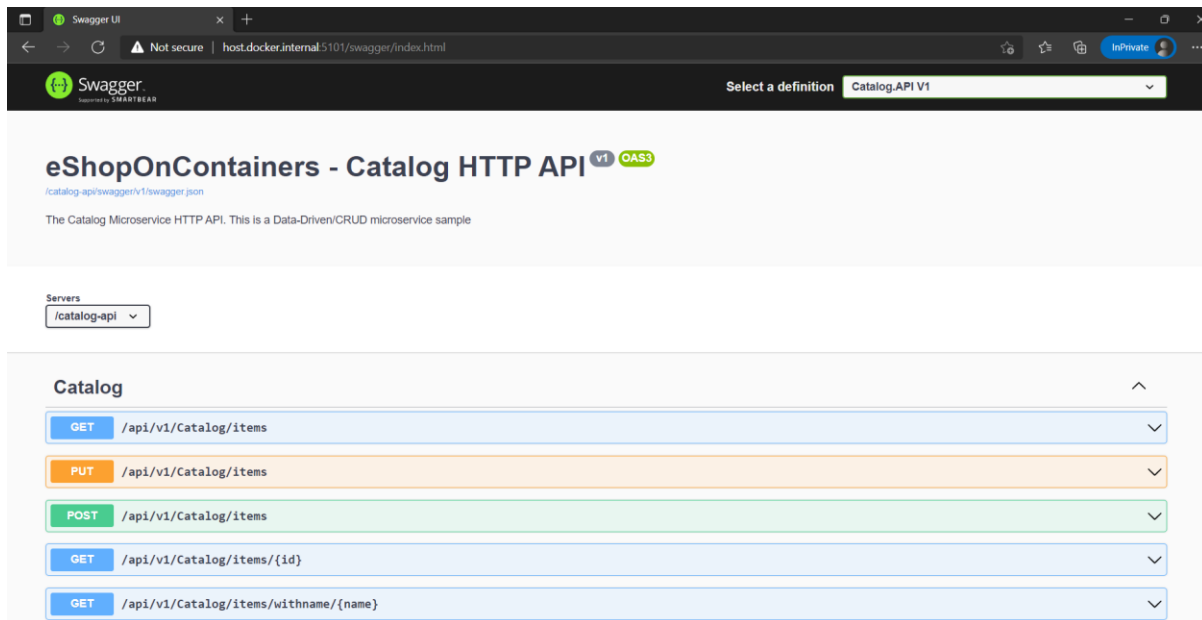 Swagger UI
Not secure | host.docker.internal:5101/swagger/index.html
InPrivate
Swagger.
Supported by SMARTBEAR
Select a definition
Catalog.API V1
eShopOnContainers - Catalog HTTP API v1 OAS3
/catalog-api/swagger/v1/swagger.json
The Catalog Microservice HTTP API. This is a Data-Driven/CRUD microservice sample
Servers
/catalog-api
Catalog
GET /api/v1/Catalog/items
PUT /api/v1/Catalog/items
POST /api/v1/Catalog/items
GET /api/v1/Catalog/items/{id}
GET /api/v1/Catalog/items/withname/{name}